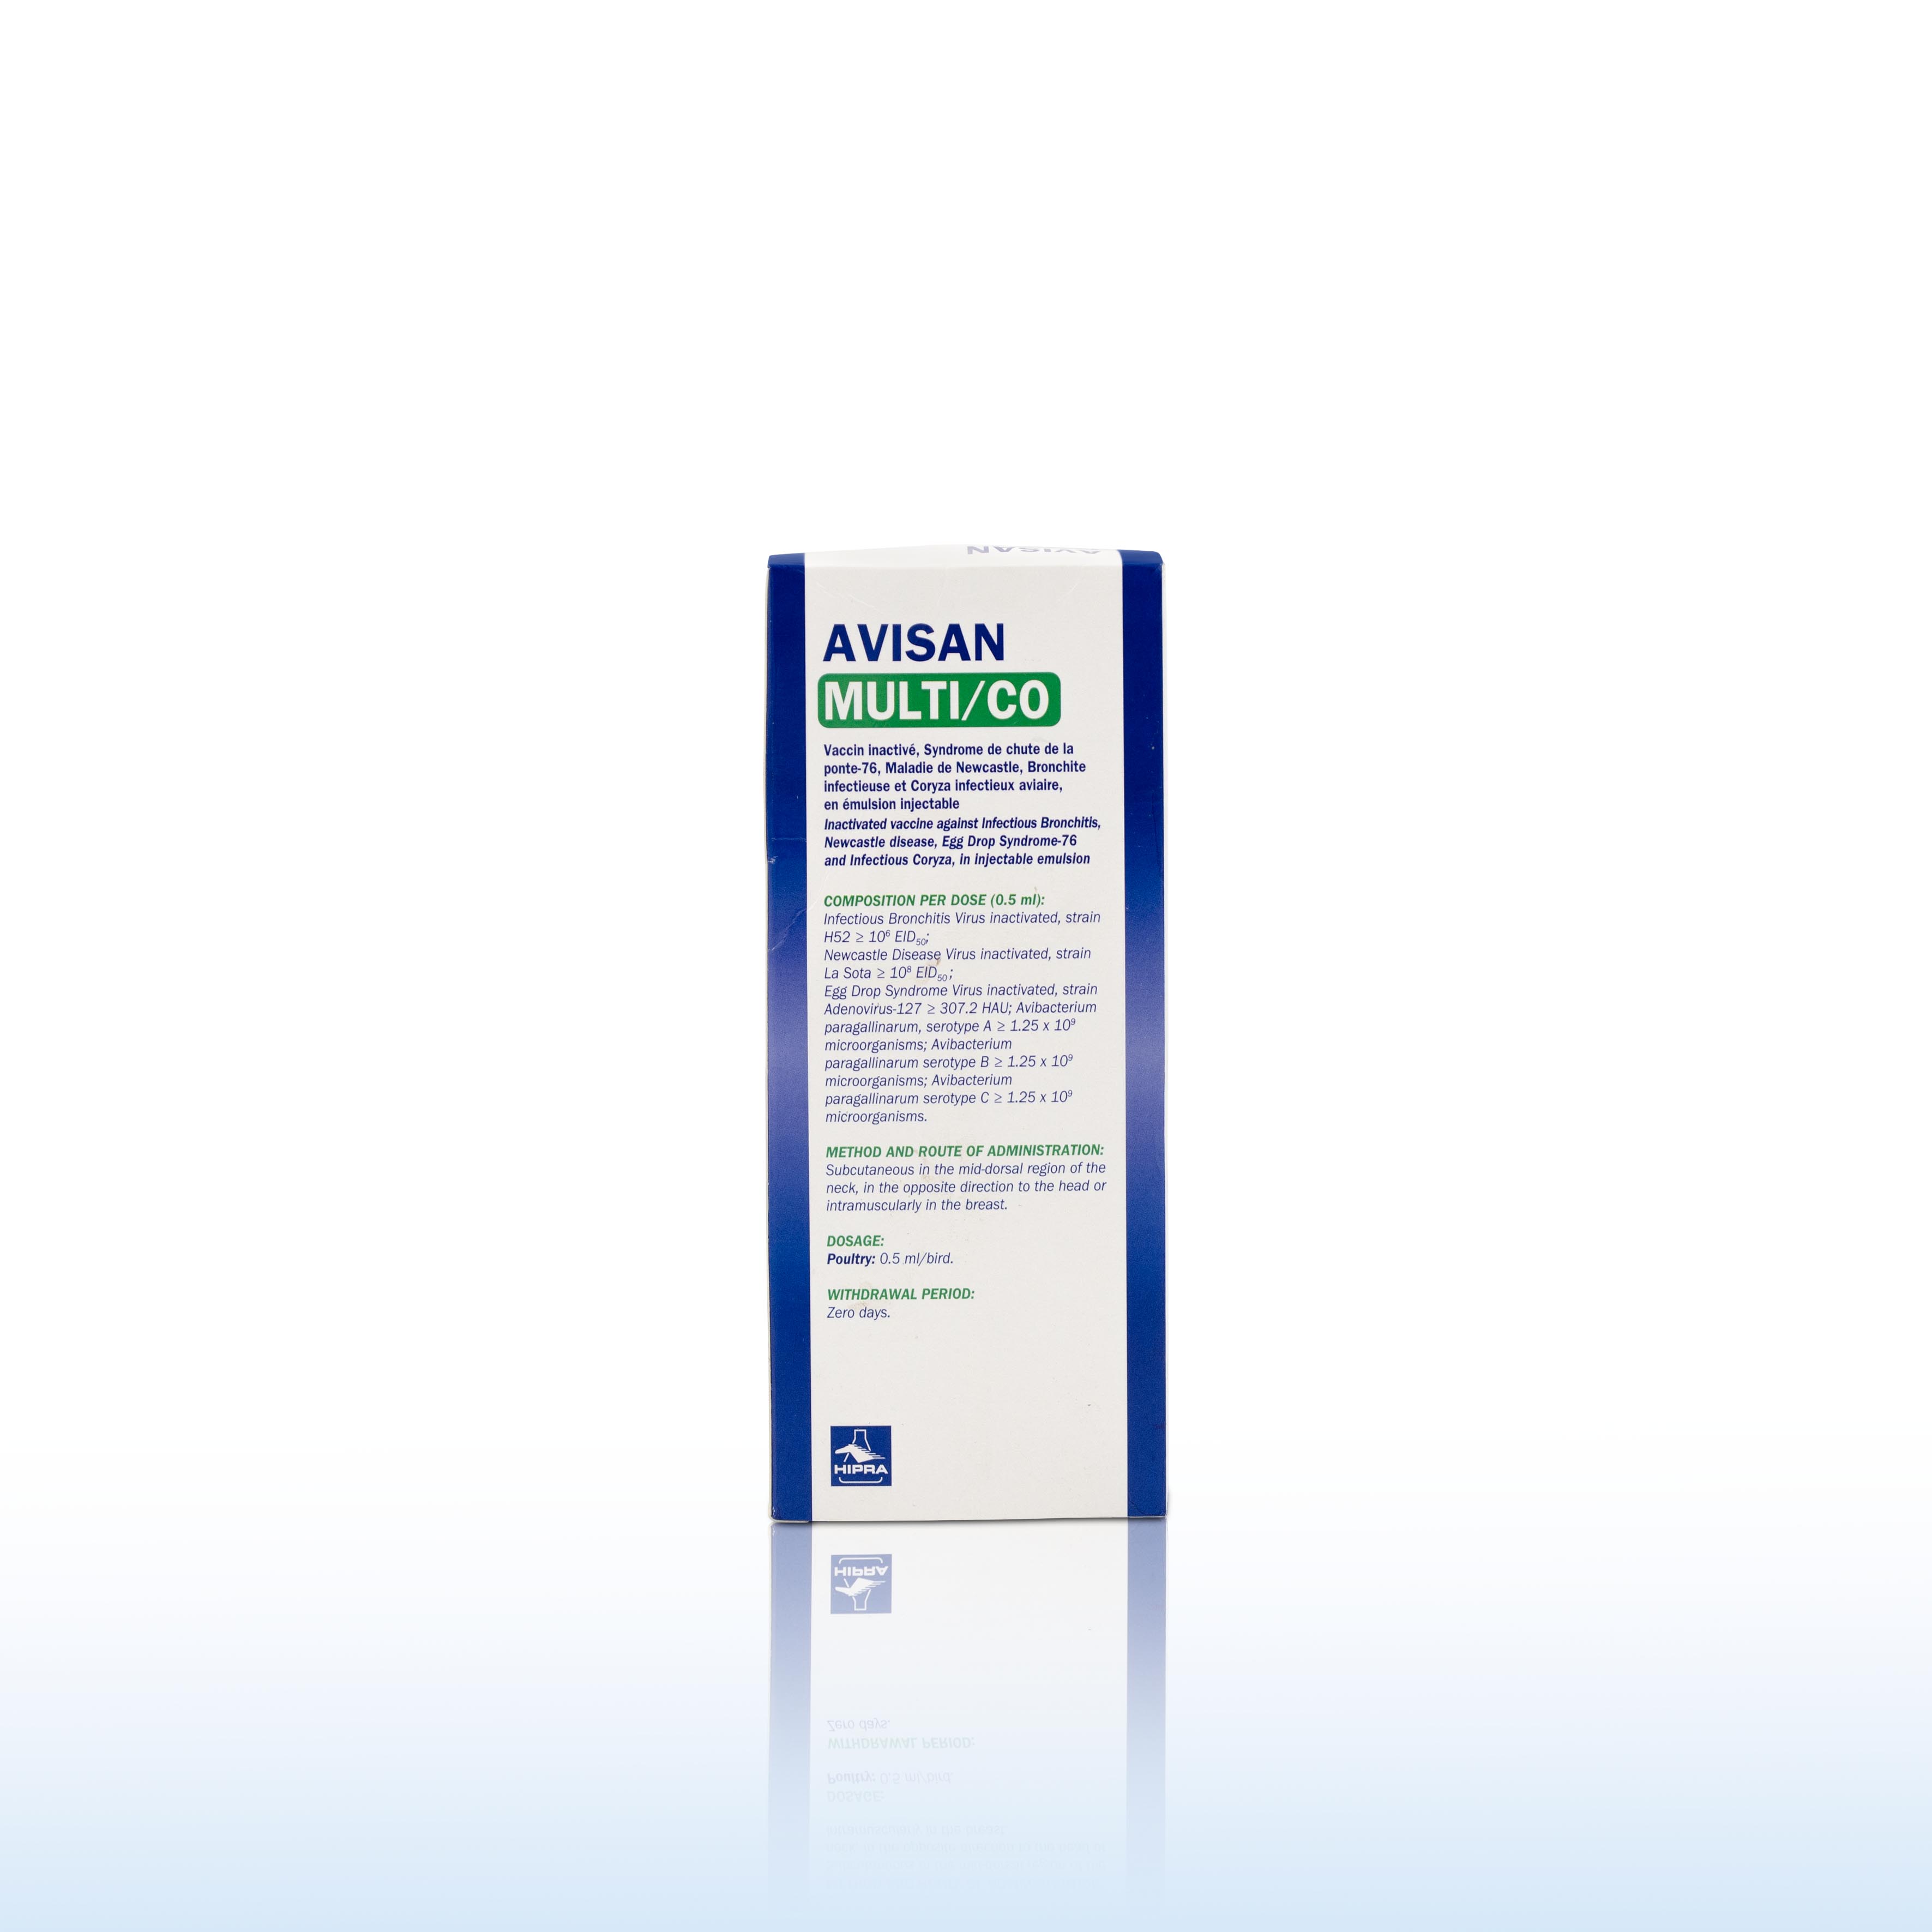 AVISAN
AVISAN
MULTI/CO
Vaccin inactivé, Syndrome de chute de la
ponte-76, Maladie de Newcastle, Bronchite
infectieuse et Coryza infectieux aviaire,
en émulsion injectable
Inactivated vaccine against Infectious Bronchitis,
Newcastle disease, Egg Drop Syndrome-76
and Infectious Coryza, in injectable emulsion
COMPOSITION PER DOSE (0.5 ml):
Infectious Bronchitis Virus inactivated, strain
H52 ≥ 10⁶ EID₅₀;
Newcastle Disease Virus inactivated, strain
La Sota ≥ 10⁸ EID₅₀;
Egg Drop Syndrome Virus inactivated, strain
Adenovirus-127 ≥ 307.2 HAU; Avibacterium
paragallinarum, serotype A ≥ 1.25 x 10⁹
microorganisms; Avibacterium
paragallinarum serotype B ≥ 1.25 x 10⁹
microorganisms; Avibacterium
paragallinarum serotype C ≥ 1.25 x 10⁹
microorganisms.
METHOD AND ROUTE OF ADMINISTRATION:
Subcutaneous in the mid-dorsal region of the
neck, in the opposite direction to the head or
intramuscularly in the breast.
DOSAGE:
Poultry: 0.5 ml/bird.
WITHDRAWAL PERIOD:
Zero days.
HIPRA